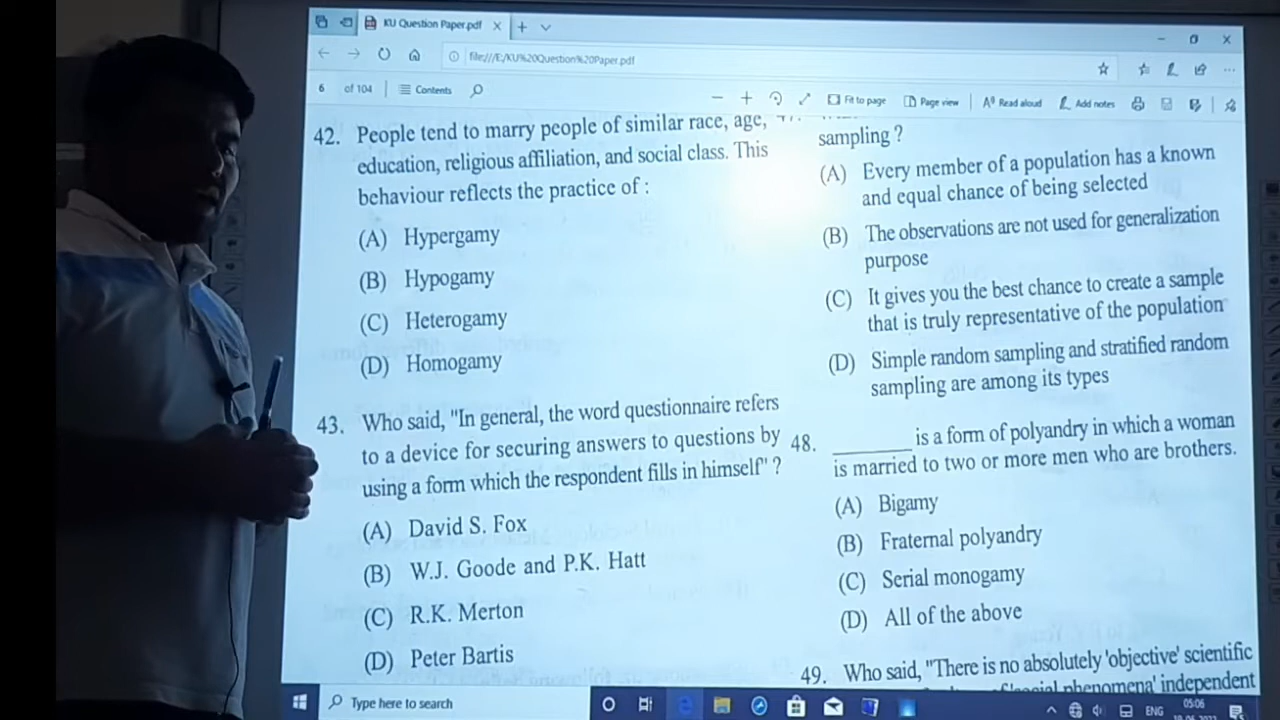 KU Question Paper.pdf
file:///E:/KU%20Question%20Paper.pdf
6 of 104 Contents
Fit to page Page view Read aloud Add notes
42. People tend to marry people of similar race, age,
education, religious affiliation, and social class. This
behaviour reflects the practice of :
(A) Hypergamy
(B) Hypogamy
(C) Heterogamy
(D) Homogamy
43. Who said, "In general, the word questionnaire refers
to a device for securing answers to questions by
using a form which the respondent fills in himself" ?
(A) David S. Fox
(B) W.J. Goode and P.K. Hatt
(C) R.K. Merton
(D) Peter Bartis
sampling ?
(A) Every member of a population has a known
and equal chance of being selected
(B) The observations are not used for generalization
purpose
(C) It gives you the best chance to create a sample
that is truly representative of the population
(D) Simple random sampling and stratified random
sampling are among its types
48. ________ is a form of polyandry in which a woman
is married to two or more men who are brothers.
(A) Bigamy
(B) Fraternal polyandry
(C) Serial monogamy
(D) All of the above
49. Who said, "There is no absolutely 'objective' scientific
'social phenomena' independent
Type here to search
ENG
05:06